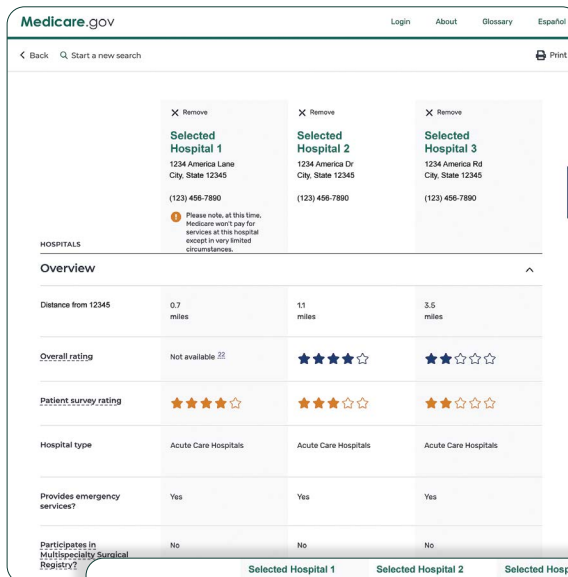 Medicare.gov
Login About Glossary Español
Back Start a new search
Print
Remove Remove Remove
Selected Hospital 1
1234 America Lane
City, State 12345
(123) 456-7890
Please note, at this time,
Medicare won't pay for
services at this hospital
except in very limited
circumstances.
Selected Hospital 2
1234 America Dr
City, State 12345
(123) 456-7890
Selected Hospital 3
1234 America Rd
City, State 12345
(123) 456-7890
HOSPITALS
Overview
Distance from 12345 0.7 miles 1.1 miles 3.5 miles
Overall rating Not available 22
Patient survey rating
Hospital type Acute Care Hospitals Acute Care Hospitals Acute Care Hospitals
Provides emergency services? Yes Yes Yes
Participates in Multispecialty Surgical Registry? No No No
Selected Hospital 1 Selected Hospital 2 Selected Hosp